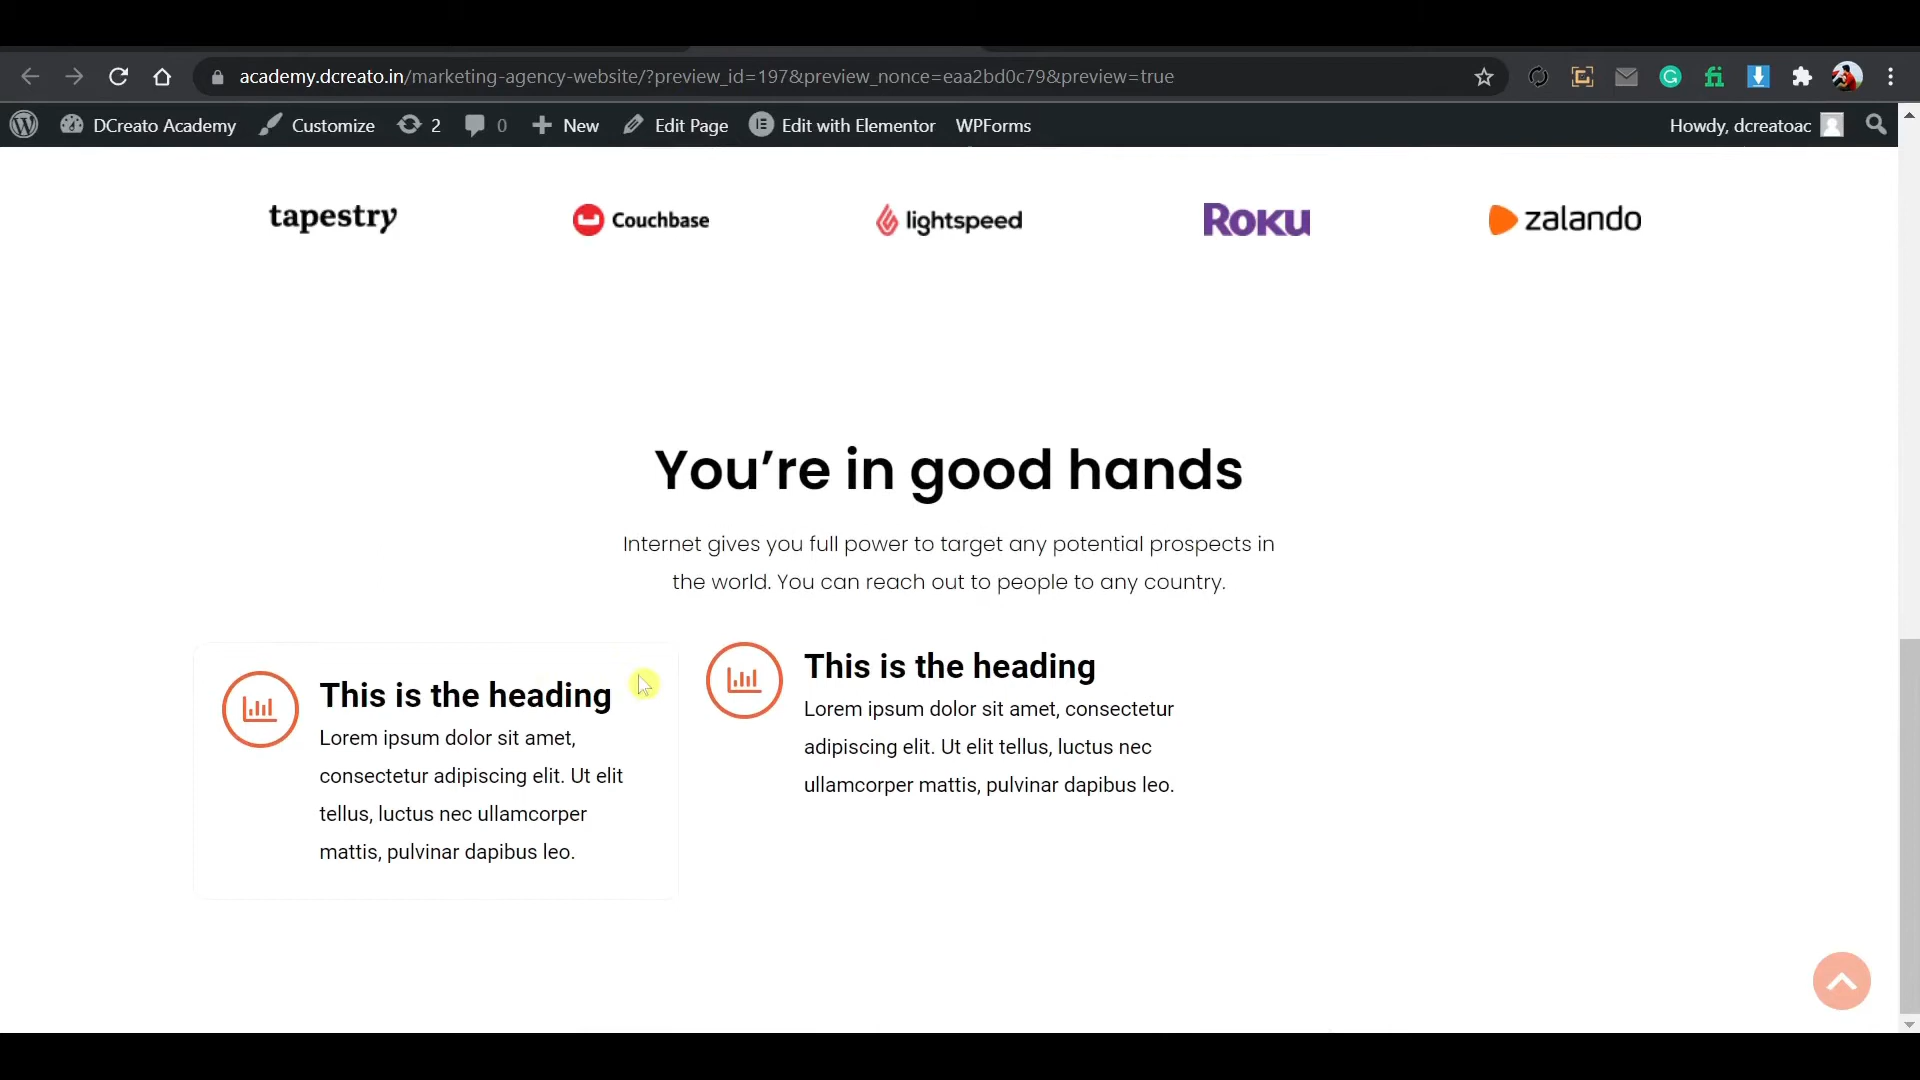 academy.dcreato.in/marketing-agency-website/?preview_id=197&preview_nonce=eaa2bd0c79&preview=true
DCreato Academy Customize 2 0 New Edit Page Edit with Elementor WPForms Howdy, dcreatoac
tapestry Couchbase lightspeed ROKU zalando
You’re in good hands
Internet gives you full power to target any potential prospects in
the world. You can reach out to people to any country.
This is the heading
Lorem ipsum dolor sit amet,
consectetur adipiscing elit. Ut elit
tellus, luctus nec ullamcorper
mattis, pulvinar dapibus leo.
This is the heading
Lorem ipsum dolor sit amet, consectetur
adipiscing elit. Ut elit tellus, luctus nec
ullamcorper mattis, pulvinar dapibus leo.